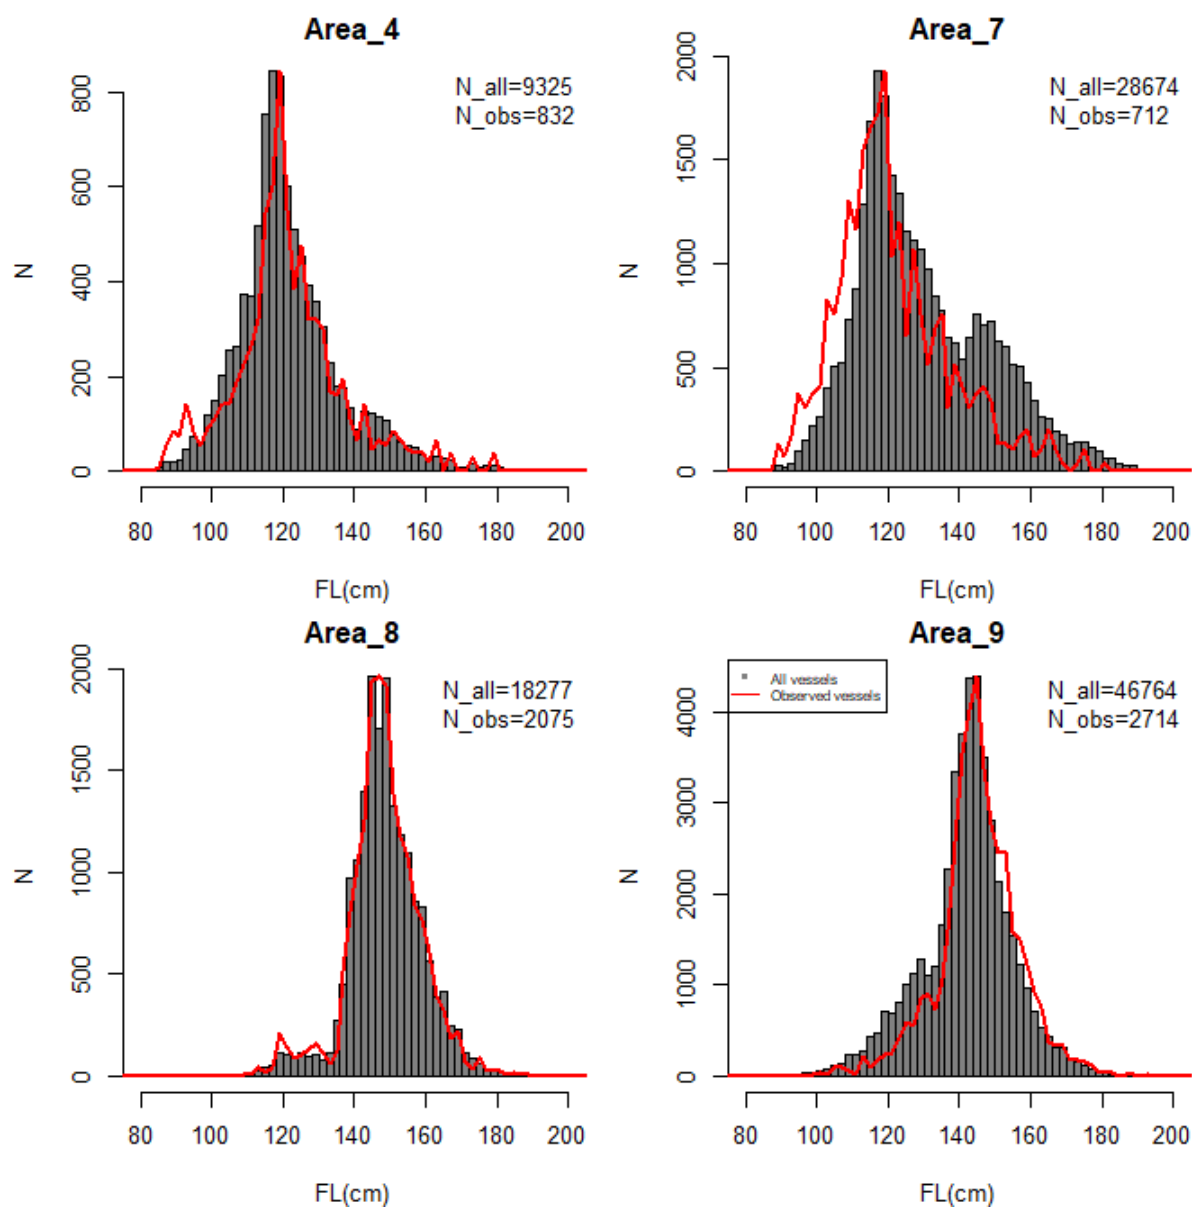 Area_4
N_all=9325
N_obs=832
N
0
200
400
600
800
80 100 120 140 160 180 200
FL(cm)
Area_7
N_all=28674
N_obs=712
N
0
500
1000
1500
2000
80 100 120 140 160 180 200
FL(cm)
Area_8
N_all=18277
N_obs=2075
N
0
500
1000
1500
2000
80 100 120 140 160 180 200
FL(cm)
Area_9
All vessels
Observed vessels
N_all=46764
N_obs=2714
N
0
1000
2000
3000
4000
80 100 120 140 160 180 200
FL(cm)